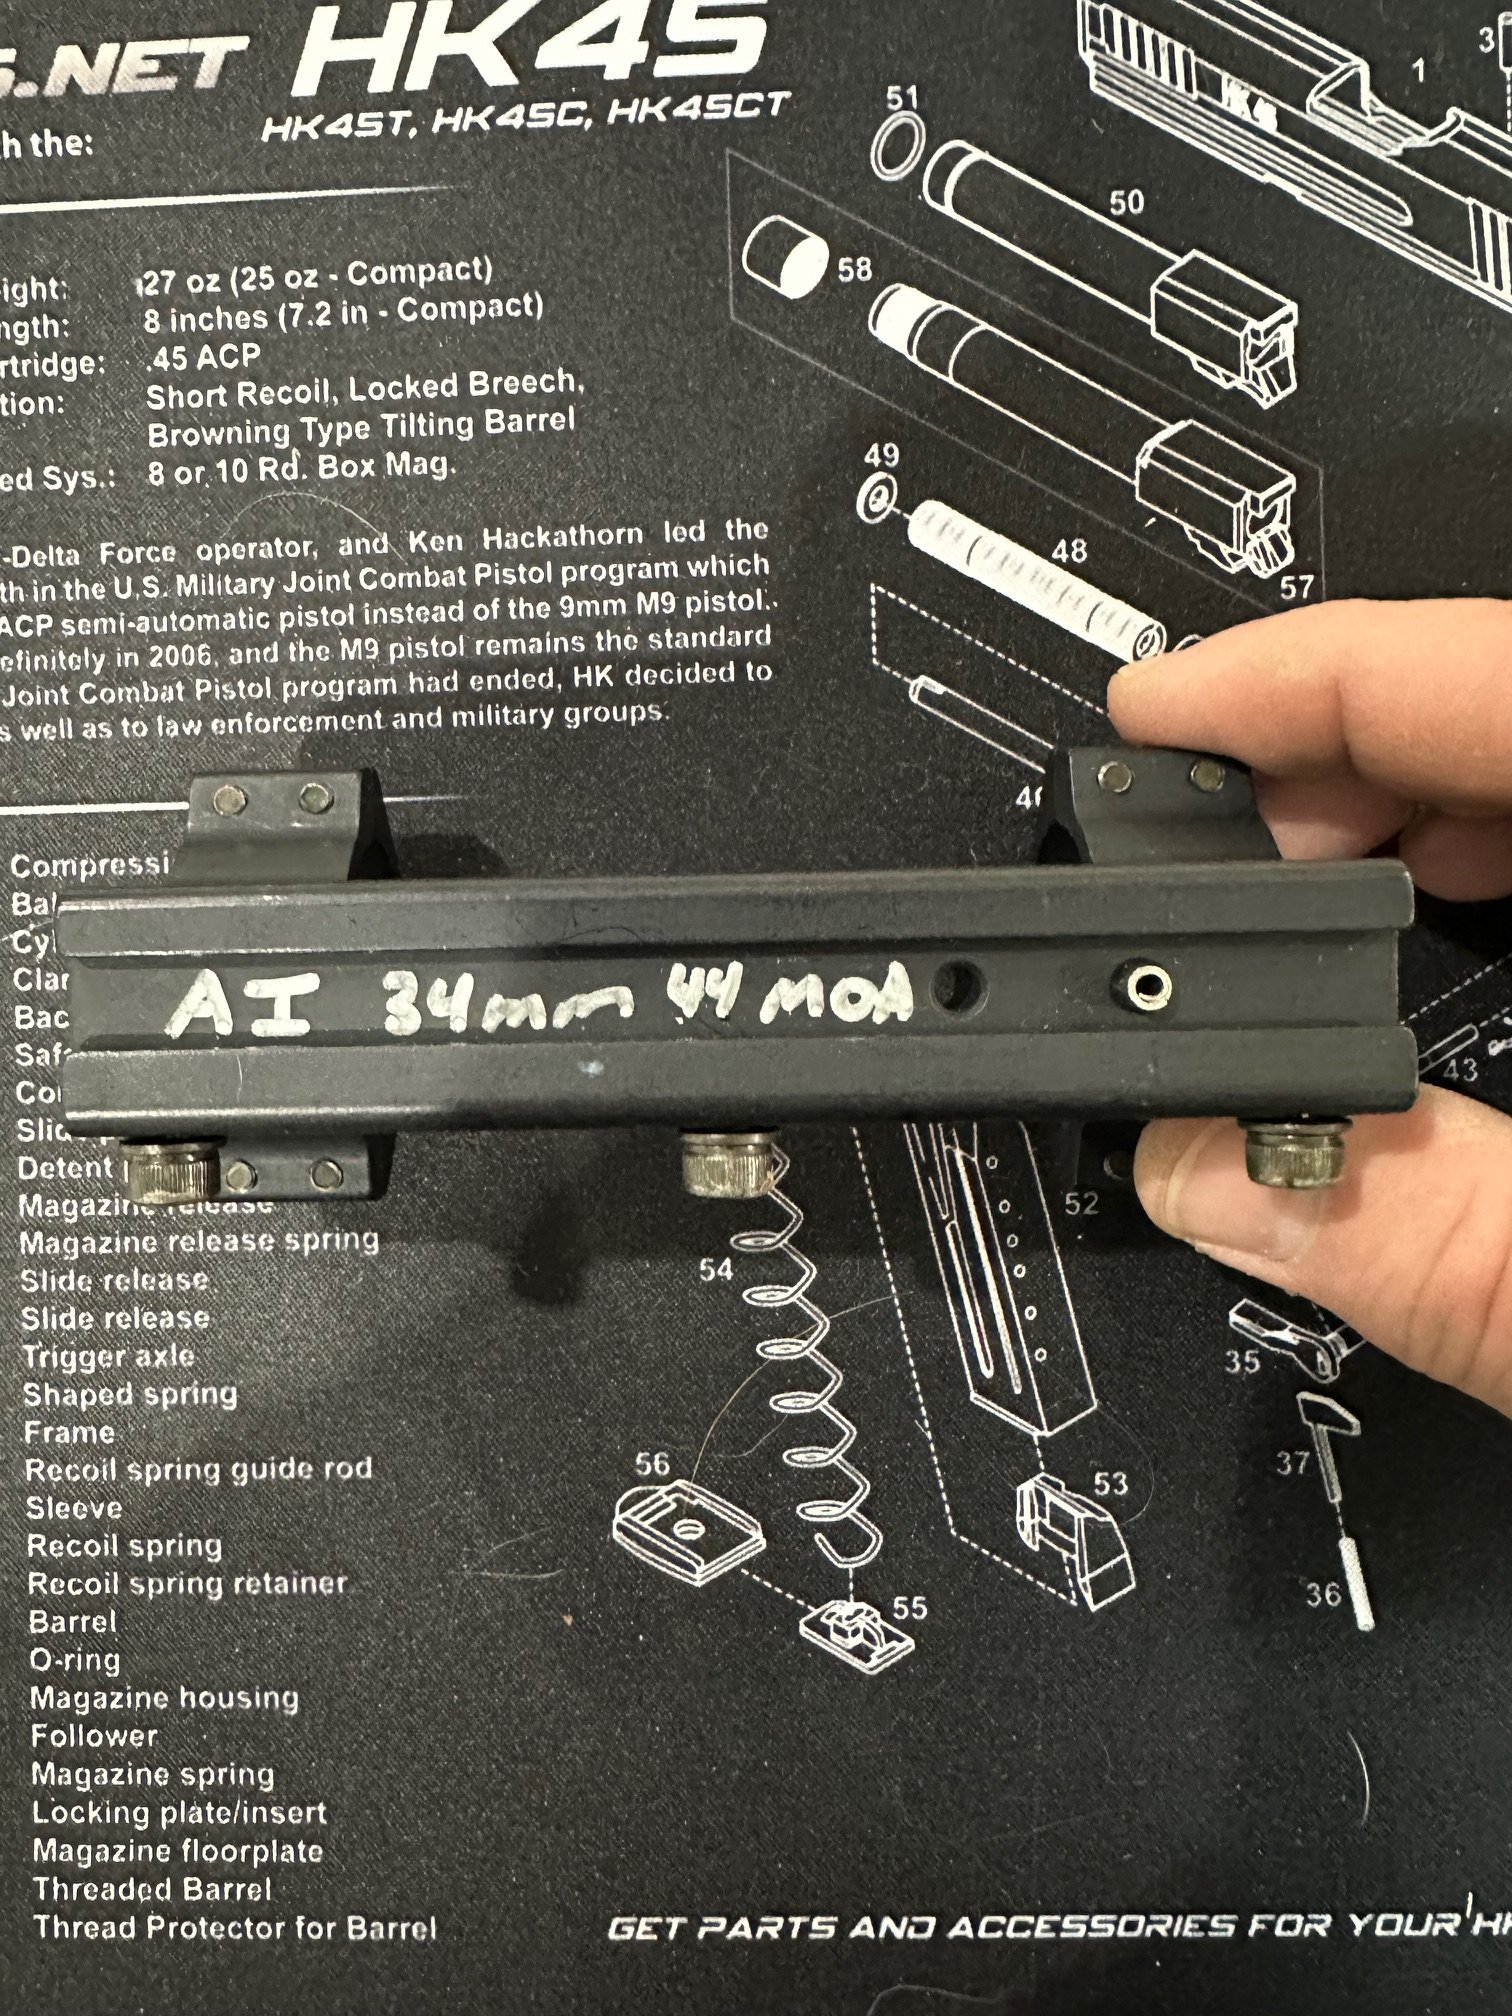 .NET HK45
HK45T, HK45C, HK45CT
the:
27 oz (25 oz - Compact)
8 inches (7.2 in - Compact)
.45 ACP
Short Recoil, Locked Breech,
Browning Type Tilting Barrel
Sys.: 8 or 10 Rd. Box Mag.
-Delta Force operator, and Ken Hackathorn led the
in the U.S. Military Joint Combat Pistol program which
ACP semi-automatic pistol instead of the 9mm M9 pistol.
in 2006, and the M9 pistol remains the standard
Joint Combat Pistol program had ended, HK decided to
well as to law enforcement and military groups.
1
3
51
50
58
49
48
57
AI 34mm 44 MOA
43
52
54
35
37
53
56
36
55
Detent
Magazine release
Magazine release spring
Slide release
Slide release
Trigger axle
Shaped spring
Frame
Recoil spring guide rod
Sleeve
Recoil spring
Recoil spring retainer
Barrel
O-ring
Magazine housing
Follower
Magazine spring
Locking plate/insert
Magazine floorplate
Threaded Barrel
Thread Protector for Barrel
GET PARTS AND ACCESSORIES FOR YOUR